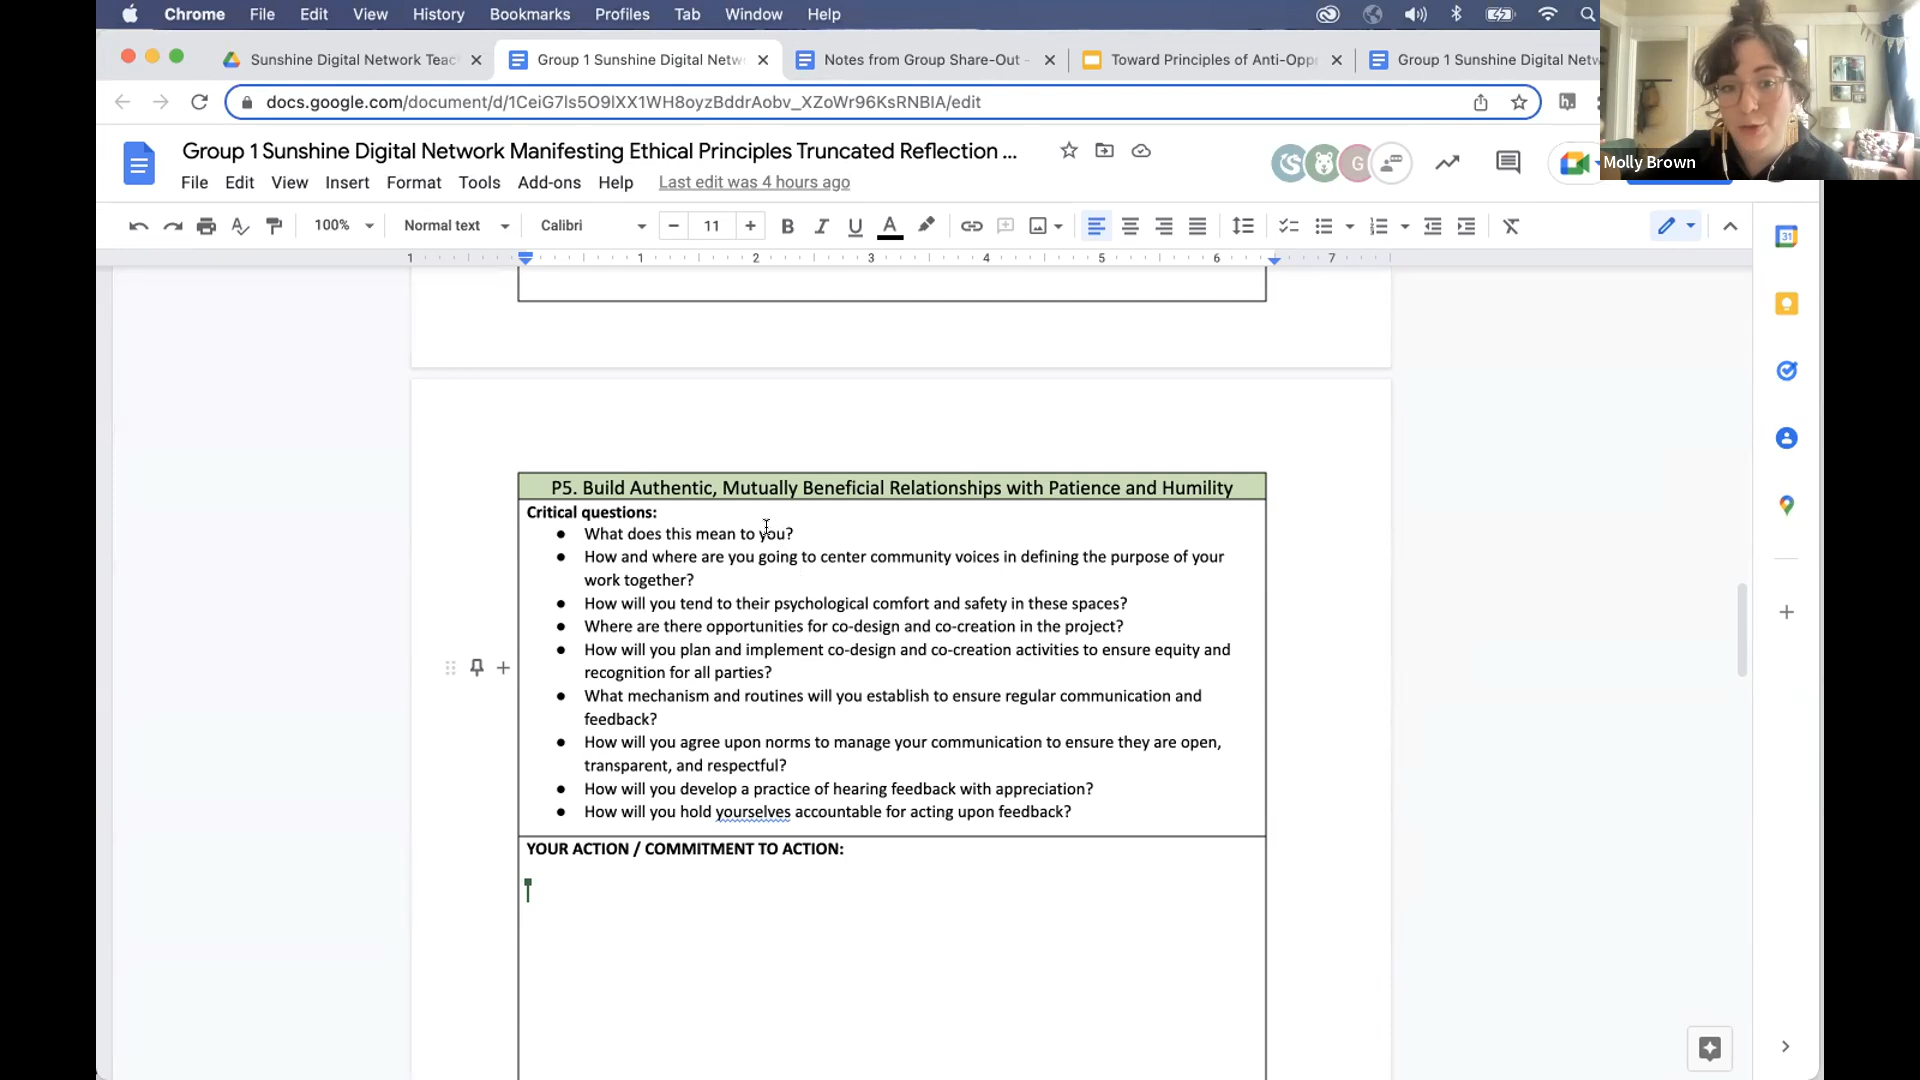 Chrome File Edit View History Bookmarks Profiles Tab Window Help
Sunshine Digital Network Teac
Group 1 Sunshine Digital Netw
Notes from Group Share-Out -
Toward Principles of Anti-Opp
Group 1 Sunshine Digital Netw
docs.google.com/document/d/1CeiG7ls5O9lXX1WH8oyzBddrAobv_XZoWr96KsRNBIA/edit
Molly Brown
Group 1 Sunshine Digital Network Manifesting Ethical Principles Truncated Reflection ...
G
File Edit View Insert Format Tools Add-ons Help Last edit was 4 hours ago
100% Normal text Calibri 11 B I U A
31
1 1 2 3 4 5 6 7
P5. Build Authentic, Mutually Beneficial Relationships with Patience and Humility
Critical questions:
● What does this mean to you?
● How and where are you going to center community voices in defining the purpose of your
work together?
● How will you tend to their psychological comfort and safety in these spaces?
● Where are there opportunities for co-design and co-creation in the project?
● How will you plan and implement co-design and co-creation activities to ensure equity and
recognition for all parties?
● What mechanism and routines will you establish to ensure regular communication and
feedback?
● How will you agree upon norms to manage your communication to ensure they are open,
transparent, and respectful?
● How will you develop a practice of hearing feedback with appreciation?
● How will you hold yourselves accountable for acting upon feedback?
YOUR ACTION / COMMITMENT TO ACTION: